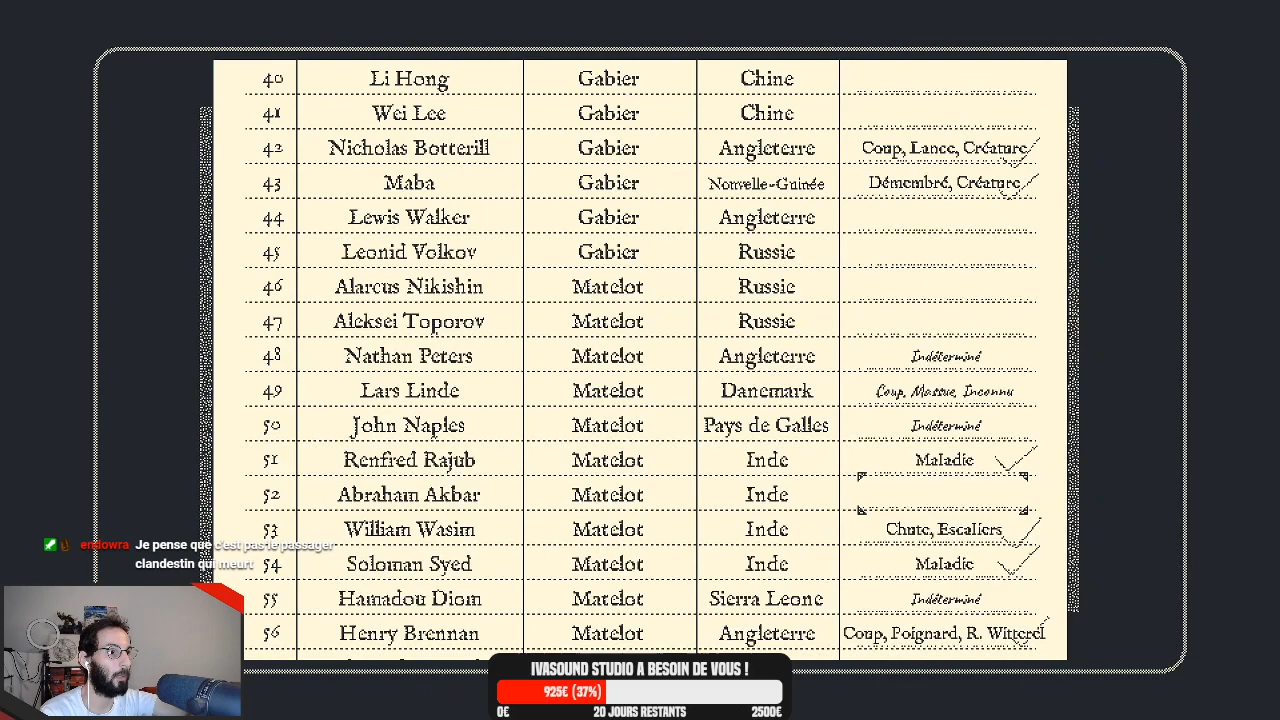 40 Li Hong Gabier Chine
41 Wei Lee Gabier Chine
42 Nicholas Botterill Gabier Angleterre Coup, Lance, Créature
43 Maba Gabier Nouvelle-Guinée Démembré, Créature
44 Lewis Walker Gabier Angleterre
45 Leonid Volkov Gabier Russie
46 Alarcus Nikishin Matelot Russie
47 Aleksei Toporov Matelot Russie
48 Nathan Peters Matelot Angleterre Indéterminé
49 Lars Linde Matelot Danemark Coup, Massue, Inconnu
50 John Naples Matelot Pays de Galles Indéterminé
51 Renfred Rajub Matelot Inde Maladie
52 Abraham Akbar Matelot Inde
53 William Wasim Matelot Inde Chute, Escaliers
54 Soloman Syed Matelot Inde Maladie
55 Hamadou Diom Matelot Sierra Leone Indéterminé
56 Henry Brennan Matelot Angleterre Coup, Poignard, R. Witterel
endowra Je pense que c'est pas le passager
clandestin qui meurt
IVASOUND STUDIO A BESOIN DE VOUS !
925€ (37%)
0€ 20 JOURS RESTANTS 2500€